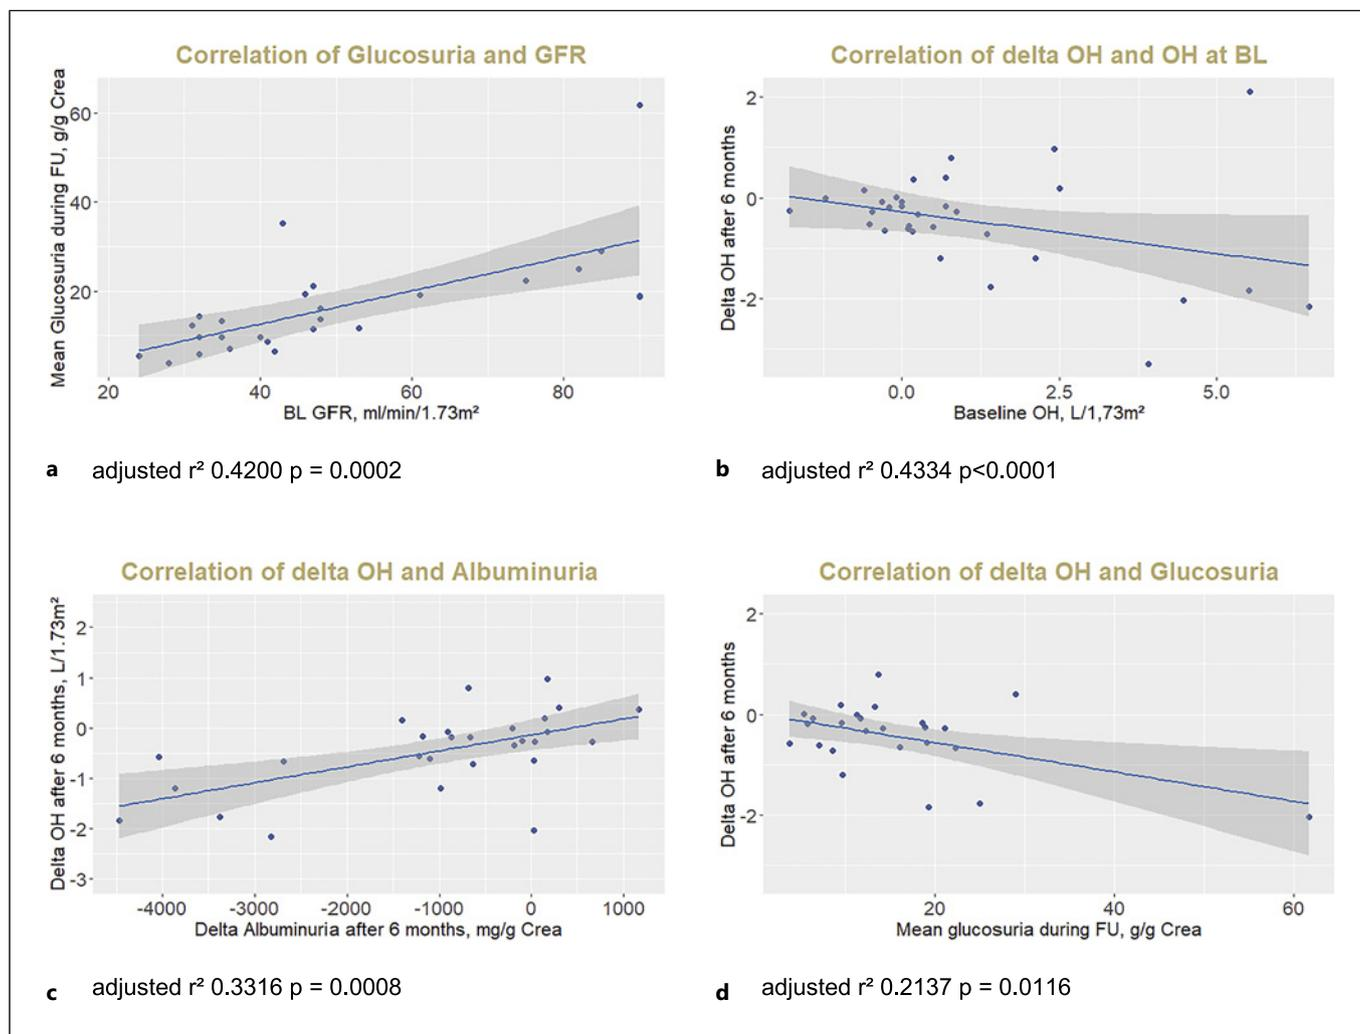 Correlation of Glucosuria and GFR
Mean Glucosuria during FU, g/g Crea
60
40
20
20 40 60 80
BL GFR, ml/min/1.73m²
a adjusted r² 0.4200 p = 0.0002
Correlation of delta OH and OH at BL
Delta OH after 6 months
2
0
-2
0.0 2.5 5.0
Baseline OH, L/1,73m²
b adjusted r² 0.4334 p<0.0001
Correlation of delta OH and Albuminuria
Delta OH after 6 months, L/1.73m²
2
1
0
-1
-2
-3
-4000 -3000 -2000 -1000 0 1000
Delta Albuminuria after 6 months, mg/g Crea
c adjusted r² 0.3316 p = 0.0008
Correlation of delta OH and Glucosuria
Delta OH after 6 months
2
0
-2
20 40 60
Mean glucosuria during FU, g/g Crea
d adjusted r² 0.2137 p = 0.0116